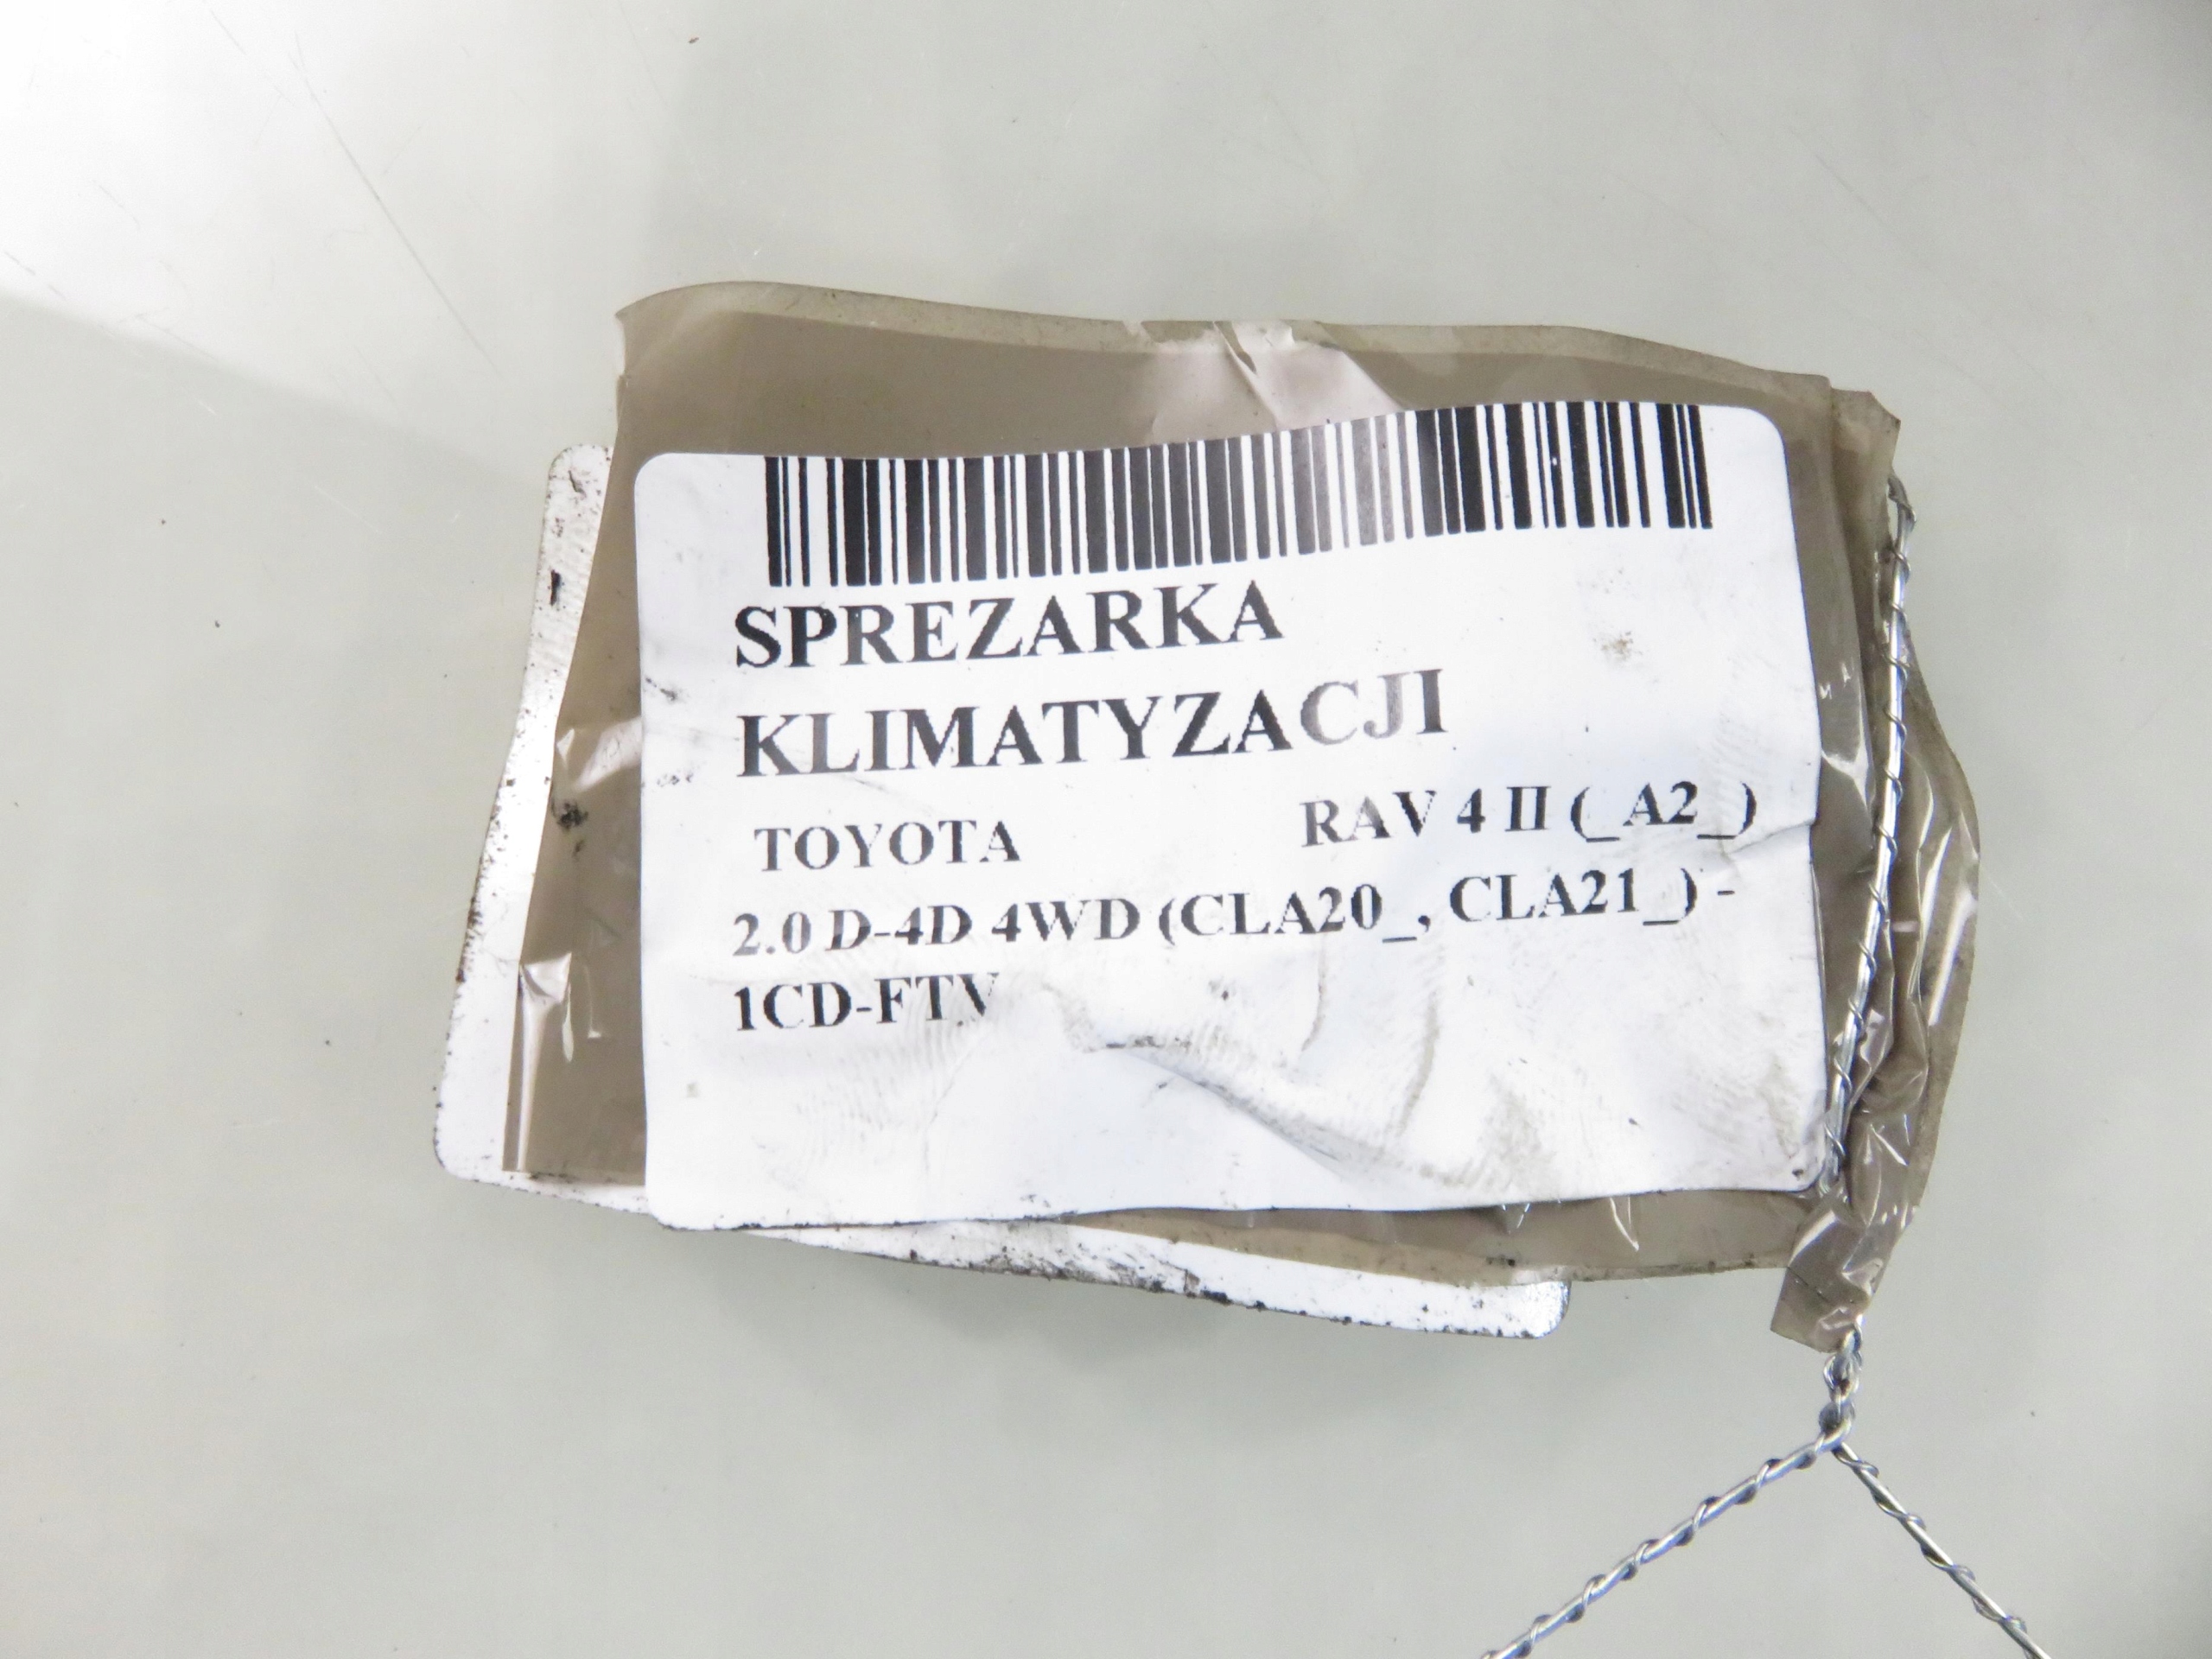 SPREZARKA
KLIMATYZACJI
TOYOTA RAV 4 II (_A2_)
2.0 D-4D 4WD (CLA20_, CLA21_) -
1CD-FTV